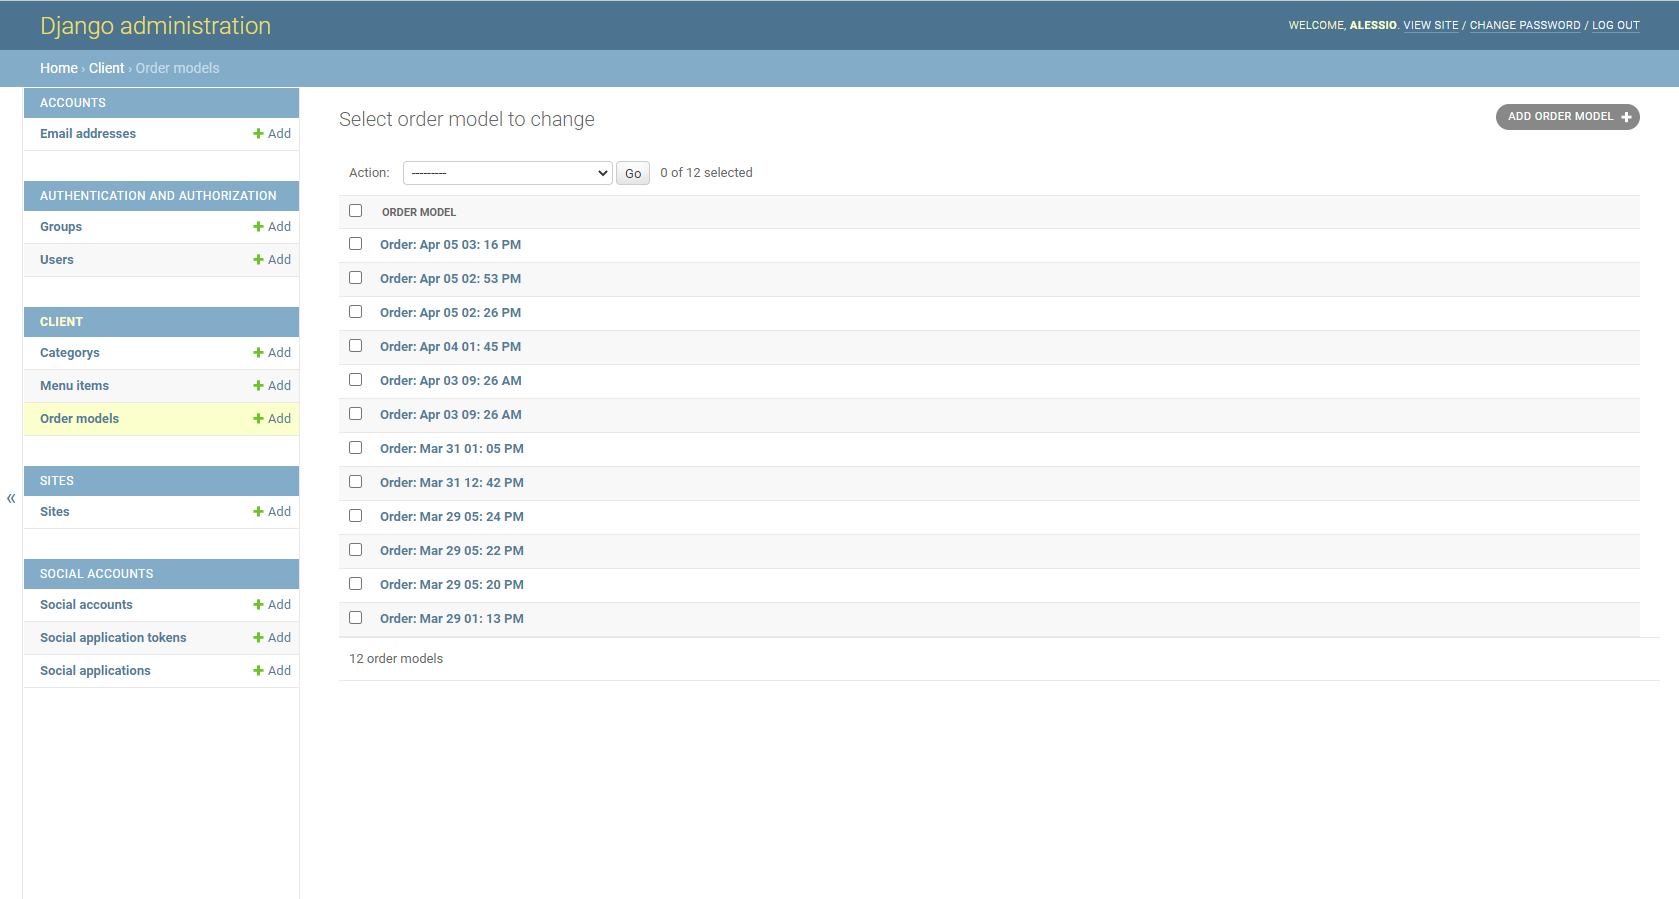 Django administration
WELCOME, ALESSIO. VIEW SITE / CHANGE PASSWORD / LOG OUT
Home › Client › Order models
ACCOUNTS
Email addresses + Add
AUTHENTICATION AND AUTHORIZATION
Groups + Add
Users + Add
CLIENT
Categorys + Add
Menu items + Add
Order models + Add
SITES
Sites + Add
SOCIAL ACCOUNTS
Social accounts + Add
Social application tokens + Add
Social applications + Add
«
Select order model to change
ADD ORDER MODEL +
Action: --------- Go 0 of 12 selected
ORDER MODEL
Order: Apr 05 03: 16 PM
Order: Apr 05 02: 53 PM
Order: Apr 05 02: 26 PM
Order: Apr 04 01: 45 PM
Order: Apr 03 09: 26 AM
Order: Apr 03 09: 26 AM
Order: Mar 31 01: 05 PM
Order: Mar 31 12: 42 PM
Order: Mar 29 05: 24 PM
Order: Mar 29 05: 22 PM
Order: Mar 29 05: 20 PM
Order: Mar 29 01: 13 PM
12 order models